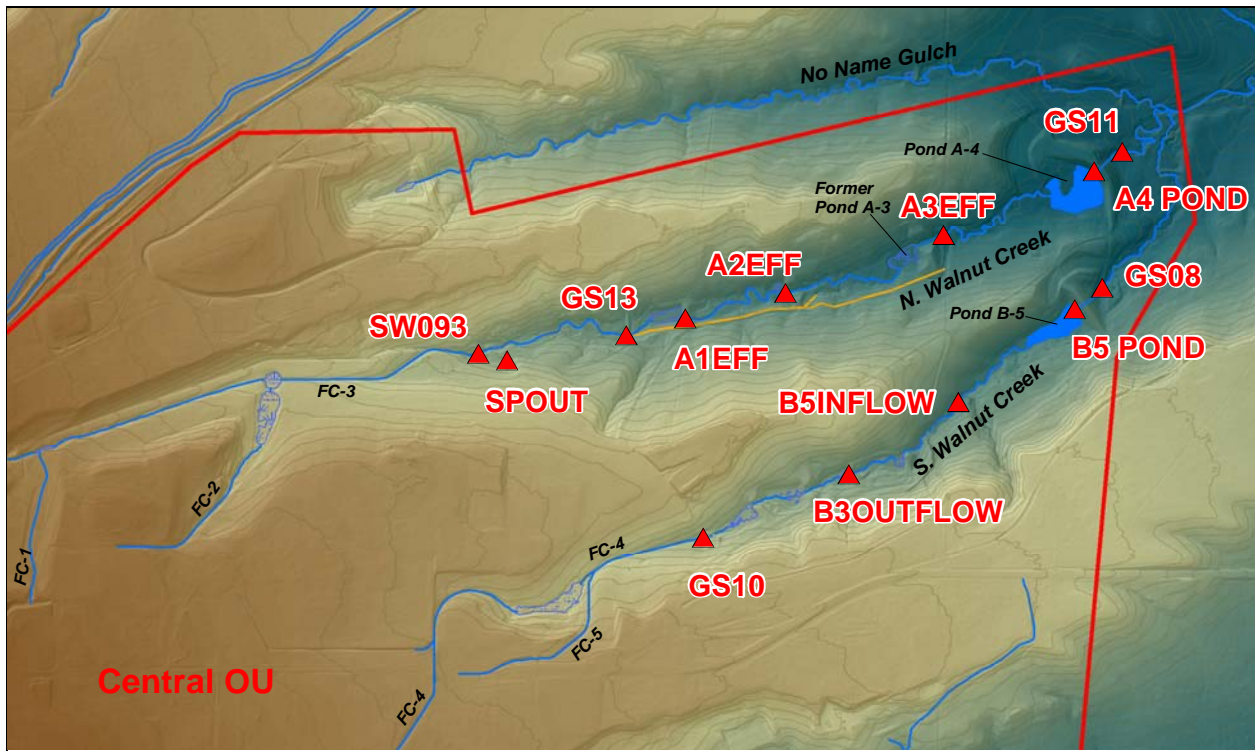 No Name Gulch
GS11
Pond A-4
Former
Pond A-3
A3EFF
A4 POND
A2EFF
N. Walnut Creek
GS08
GS13
Pond B-5
SW093
A1EFF
B5 POND
FC-3
SPOUT
B5INFLOW
S. Walnut Creek
FC-2
B3OUTFLOW
FC-1
FC-4
GS10
FC-5
Central OU
FC-4